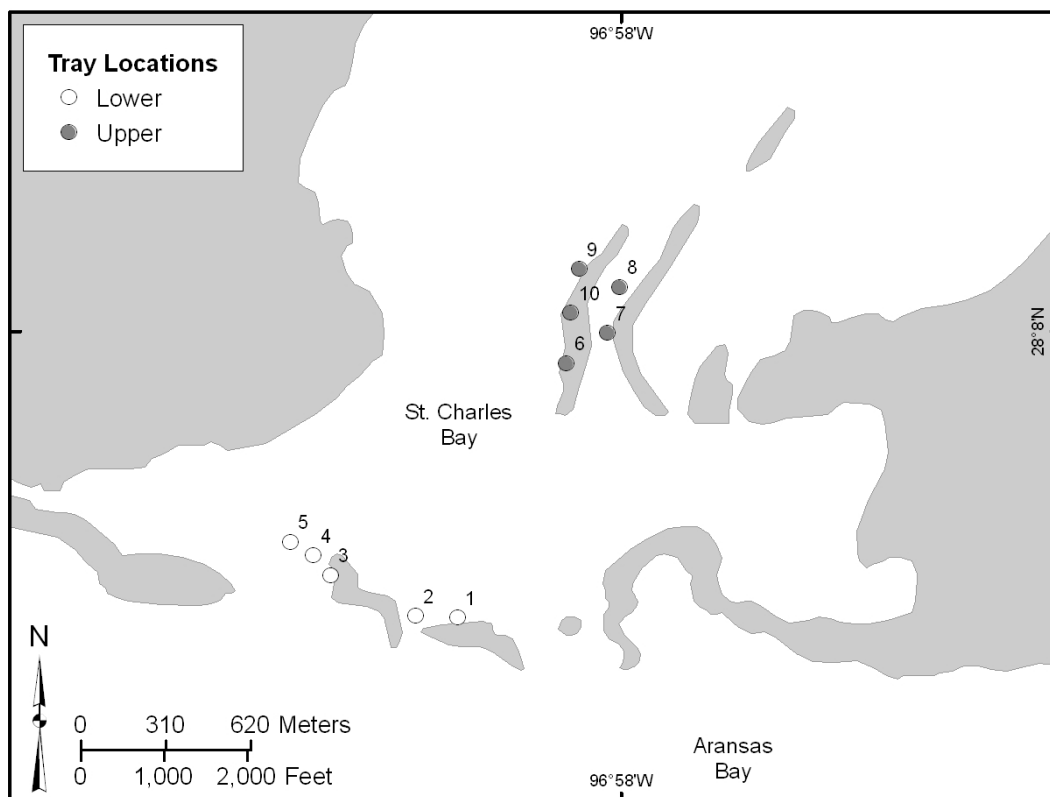 96°58'W
Tray Locations
Lower
Upper
9
8
10
7
28°8'N
6
St. Charles
Bay
5
4
3
2
1
N
0 310 620 Meters
0 1,000 2,000 Feet
Aransas
Bay
96°58'W